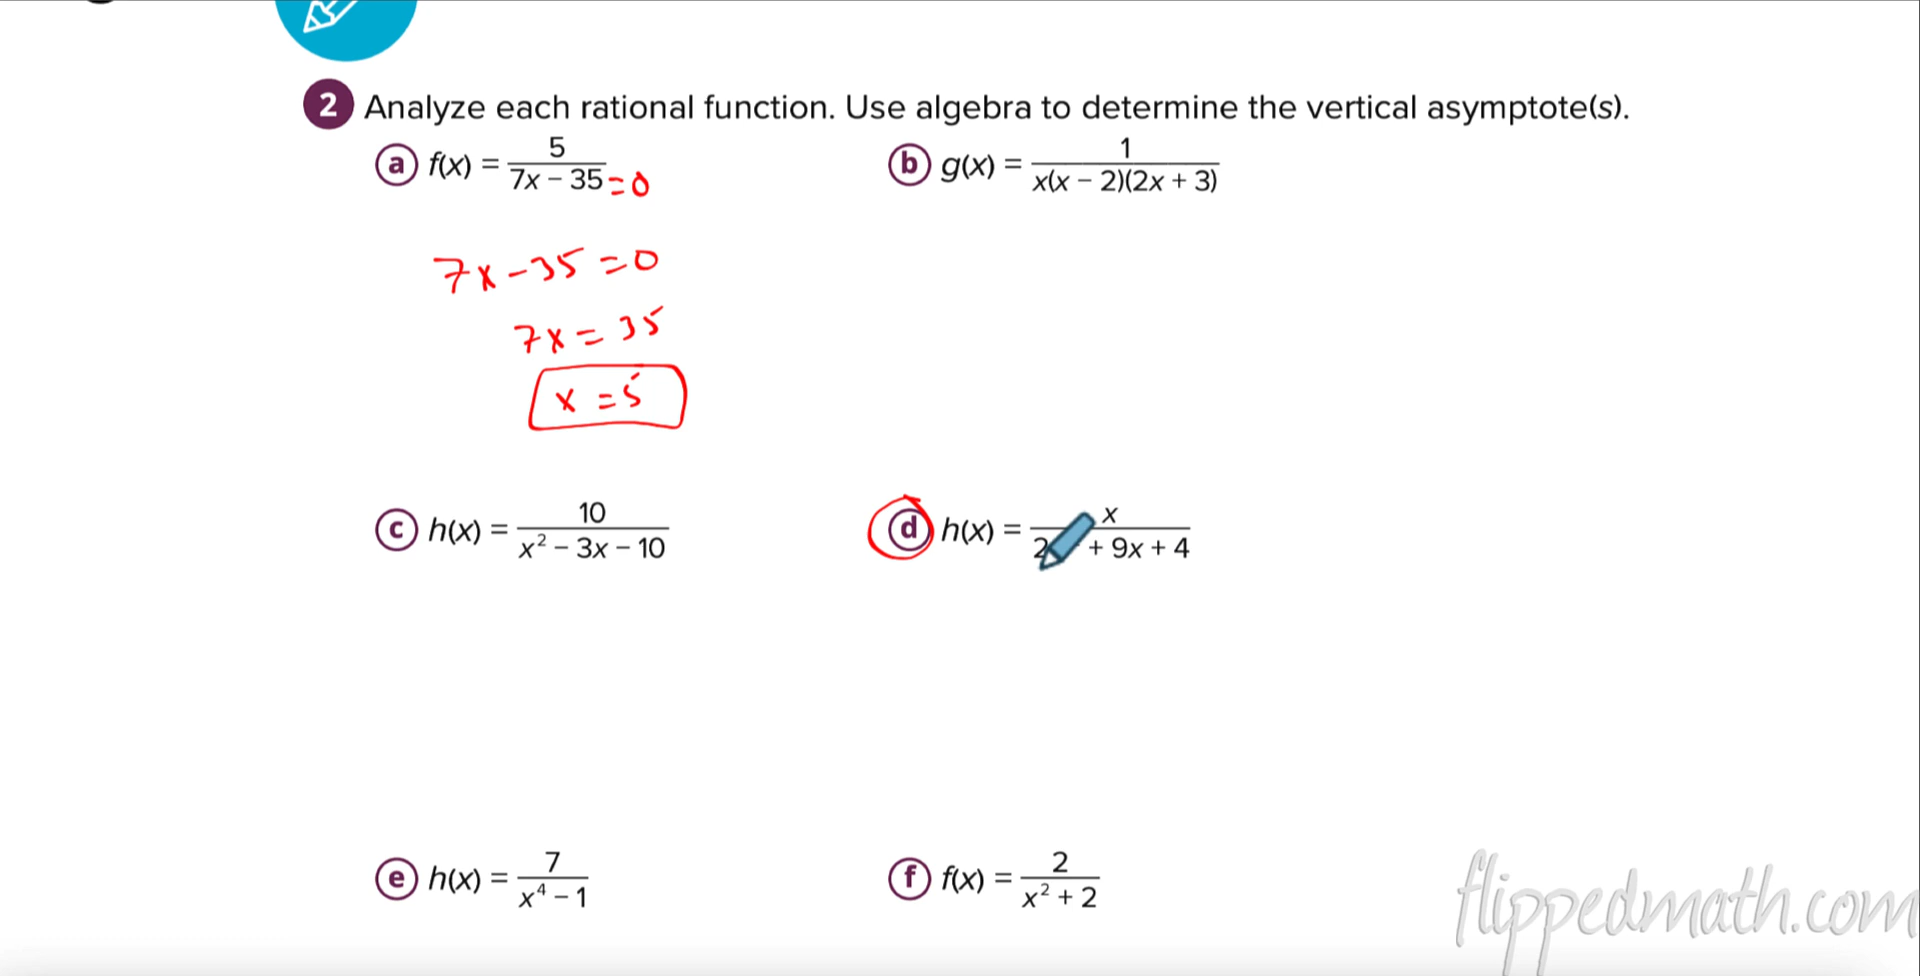 2 Analyze each rational function. Use algebra to determine the vertical asymptote(s).
a f(x) = 5 / (7x – 35) = 0
b g(x) = 1 / (x(x – 2)(2x + 3))
7x – 35 = 0
7x = 35
x = 5
c h(x) = 10 / (x² – 3x – 10)
d h(x) = x / (2 + 9x + 4)
e h(x) = 7 / (x⁴ – 1)
f f(x) = 2 / (x² + 2)
flippedmath.com